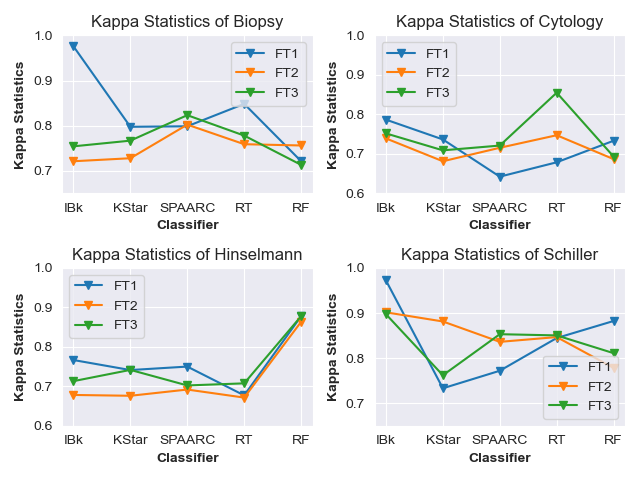 Kappa Statistics of Biopsy
Kappa Statistics
1.0
0.9
0.8
0.7
FT1
FT2
FT3
IBk KStar SPAARC RT RF
Classifier
Kappa Statistics of Cytology
Kappa Statistics
1.0
0.9
0.8
0.7
0.6
FT1
FT2
FT3
IBk KStar SPAARC RT RF
Classifier
Kappa Statistics of Hinselmann
Kappa Statistics
1.0
0.9
0.8
0.7
0.6
FT1
FT2
FT3
IBk KStar SPAARC RT RF
Classifier
Kappa Statistics of Schiller
Kappa Statistics
1.0
0.9
0.8
0.7
FT1
FT2
FT3
IBk KStar SPAARC RT RF
Classifier